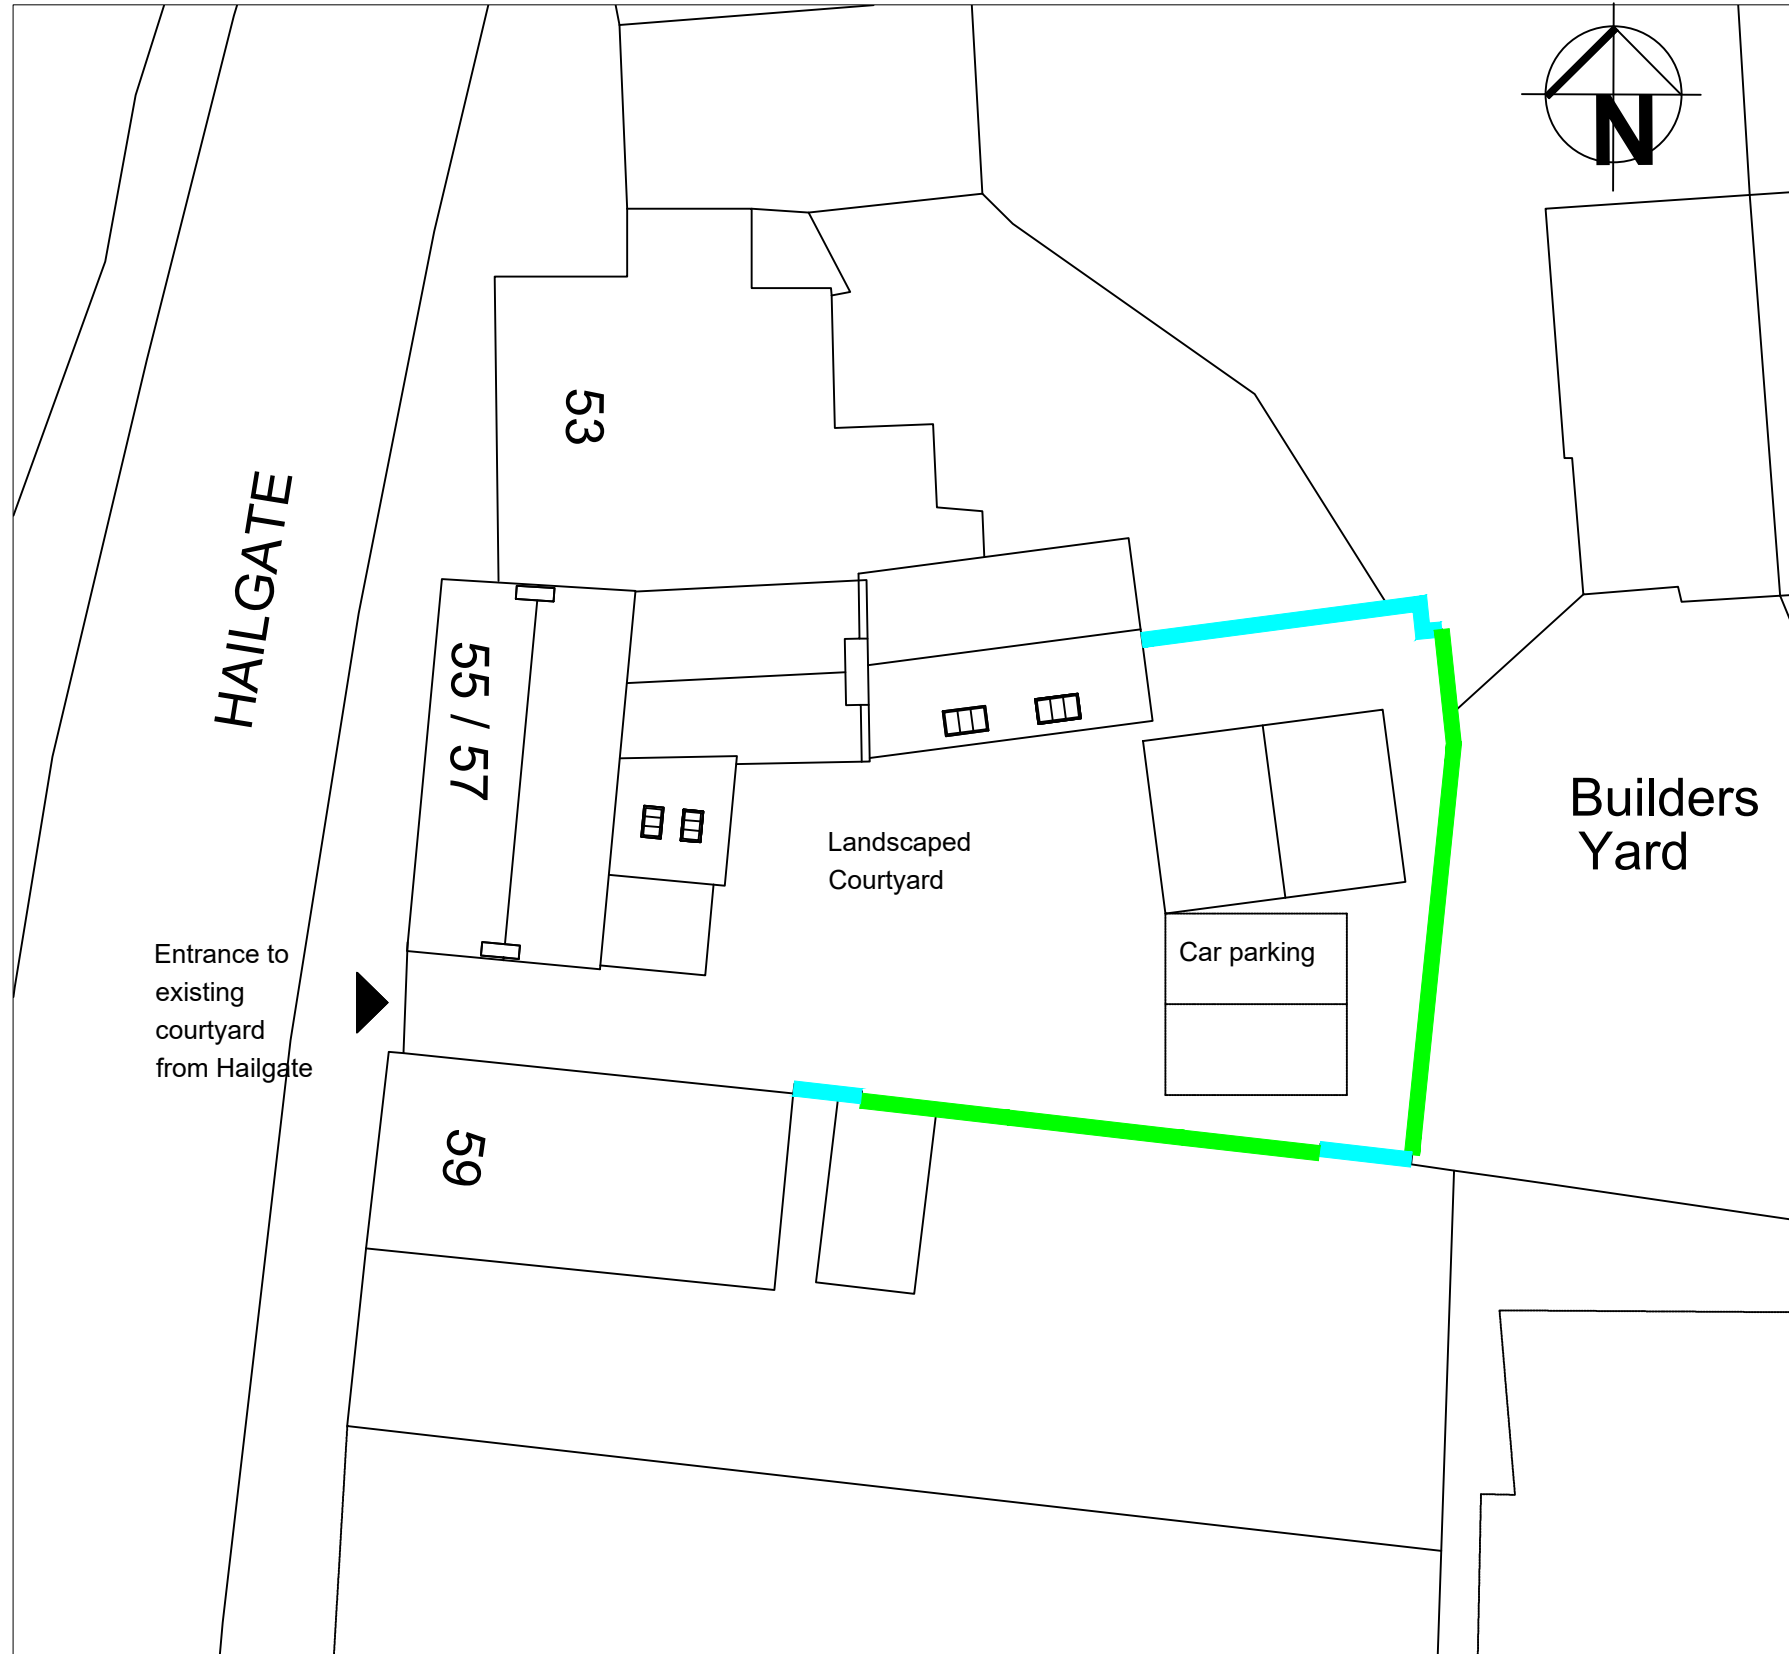 N
53
HAILGATE
55 / 57
Builders
Yard
Landscaped
Courtyard
Car parking
Entrance to
existing
courtyard
from Hailgate
59